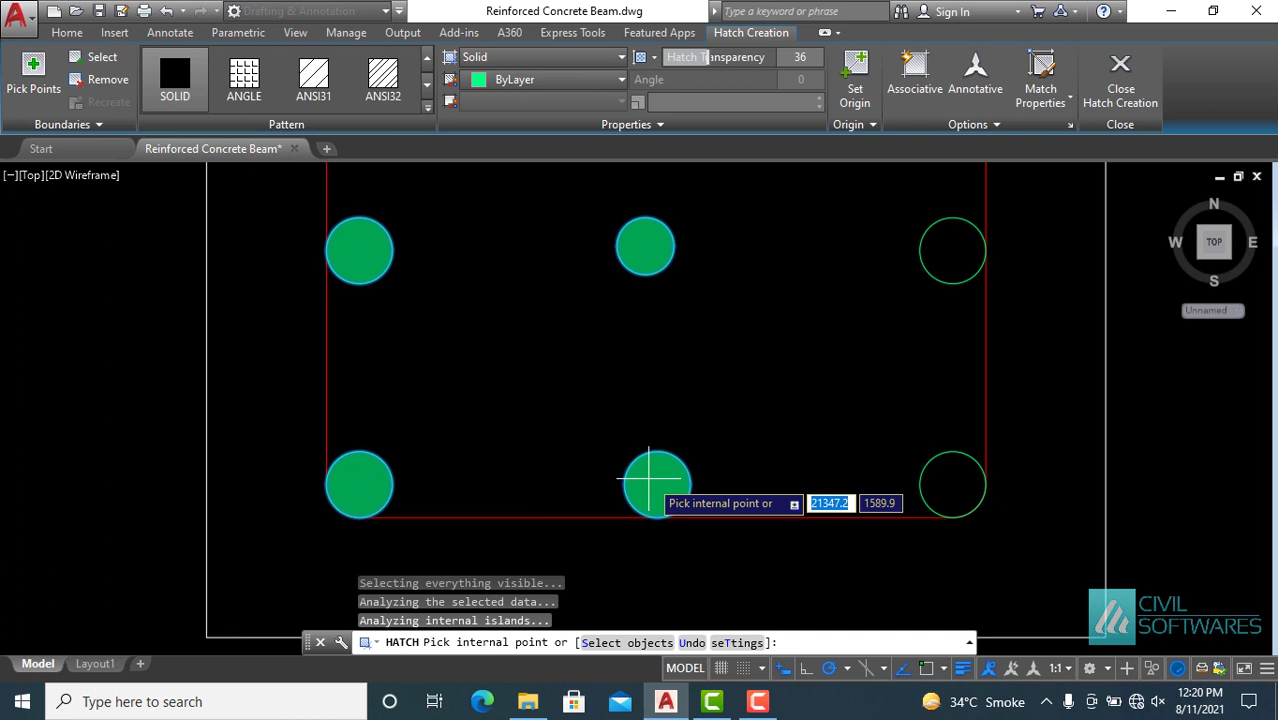 Drafting & Annotation
Reinforced Concrete Beam.dwg
Type a keyword or phrase
Sign In
Home Insert Annotate Parametric View Manage Output Add-ins A360 Express Tools Featured Apps Hatch Creation
Pick Points
Select
Remove
Recreate
Boundaries
SOLID
ANGLE
ANSI31
ANSI32
Pattern
Solid
ByLayer
Hatch Transparency 36
Angle 0
Properties
Set
Origin
Origin
Associative
Annotative
Match
Properties
Options
Close
Hatch Creation
Close
Start
Reinforced Concrete Beam*
[−][Top][2D Wireframe]
N
W TOP E
S
Unnamed
Pick internal point or 21347.2 1589.9
Selecting everything visible...
Analyzing the selected data...
Analyzing internal islands...
HATCH Pick internal point or [Select objects Undo seTtings]:
CIVIL
SOFTWARES
Model Layout1
MODEL
1:1
Type here to search
34°C Smoke
12:20 PM
8/11/2021